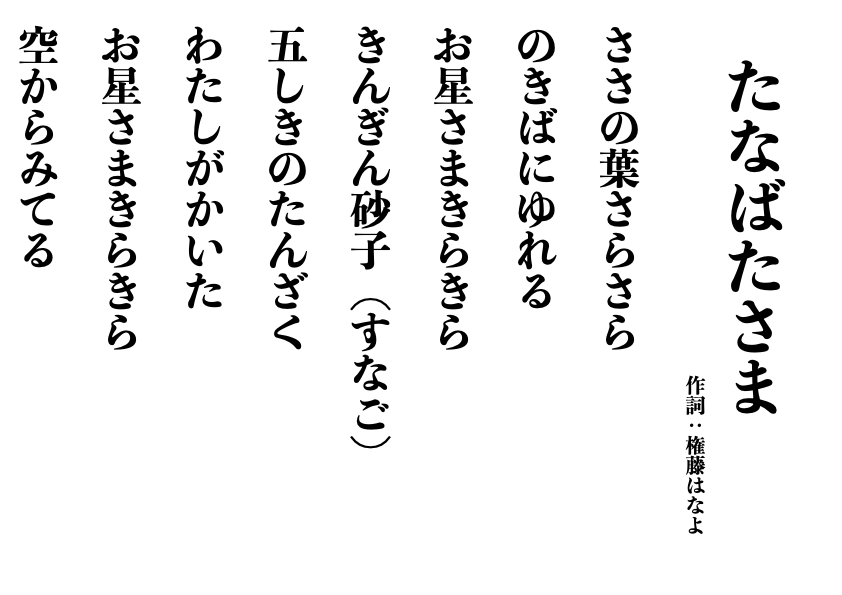 たなばたさま
作詞：権藤はなよ
ささの葉さらさら
のきばにゆれる
お星さまきらきら
きんぎん砂子（すなご）
五しきのたんざく
わたしがかいた
お星さまきらきら
空からみてる